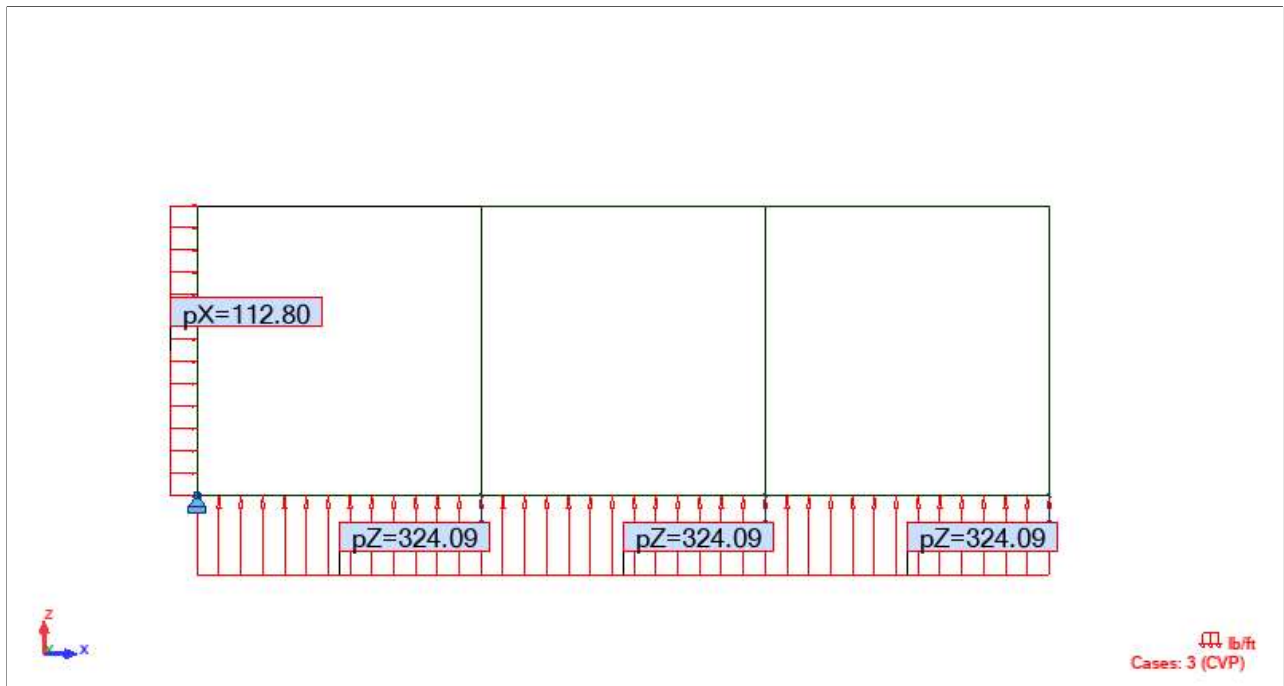 pX=112.80
pZ=324.09
pZ=324.09
pZ=324.09
Z
X
lb/ft
Cases: 3 (CVP)